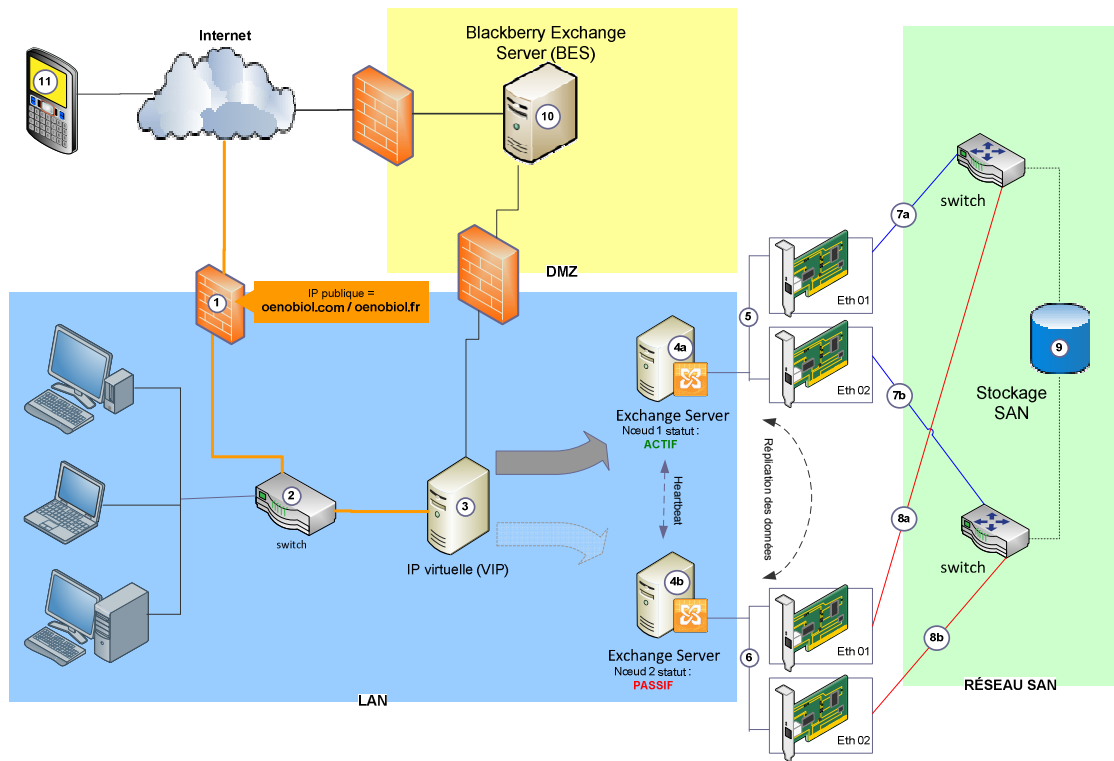 Internet
11
Blackberry Exchange
Server (BES)
10
DMZ
1
IP publique =
oenobiol.com / oenobiol.fr
2
switch
3
IP virtuelle (VIP)
LAN
4a
Exchange Server
Nœud 1 statut :
ACTIF
Heartbeat
Réplication des données
4b
Exchange Server
Nœud 2 statut :
PASSIF
5
Eth 01
Eth 02
6
Eth 01
Eth 02
7a
7b
8a
8b
switch
9
Stockage
SAN
switch
RÉSEAU SAN